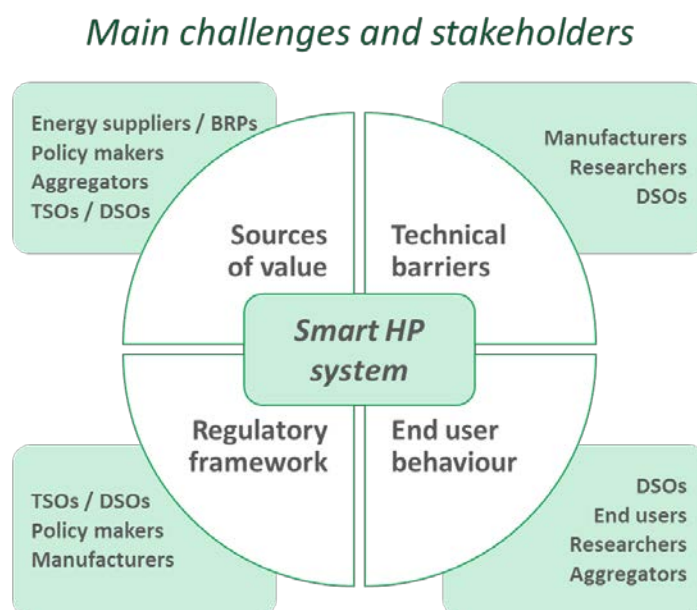 Main challenges and stakeholders
Energy suppliers / BRPs
Policy makers
Aggregators
TSOs / DSOs
Manufacturers
Researchers
DSOs
Sources
of value
Technical
barriers
Smart HP
system
Regulatory
framework
End user
behaviour
TSOs / DSOs
Policy makers
Manufacturers
DSOs
End users
Researchers
Aggregators